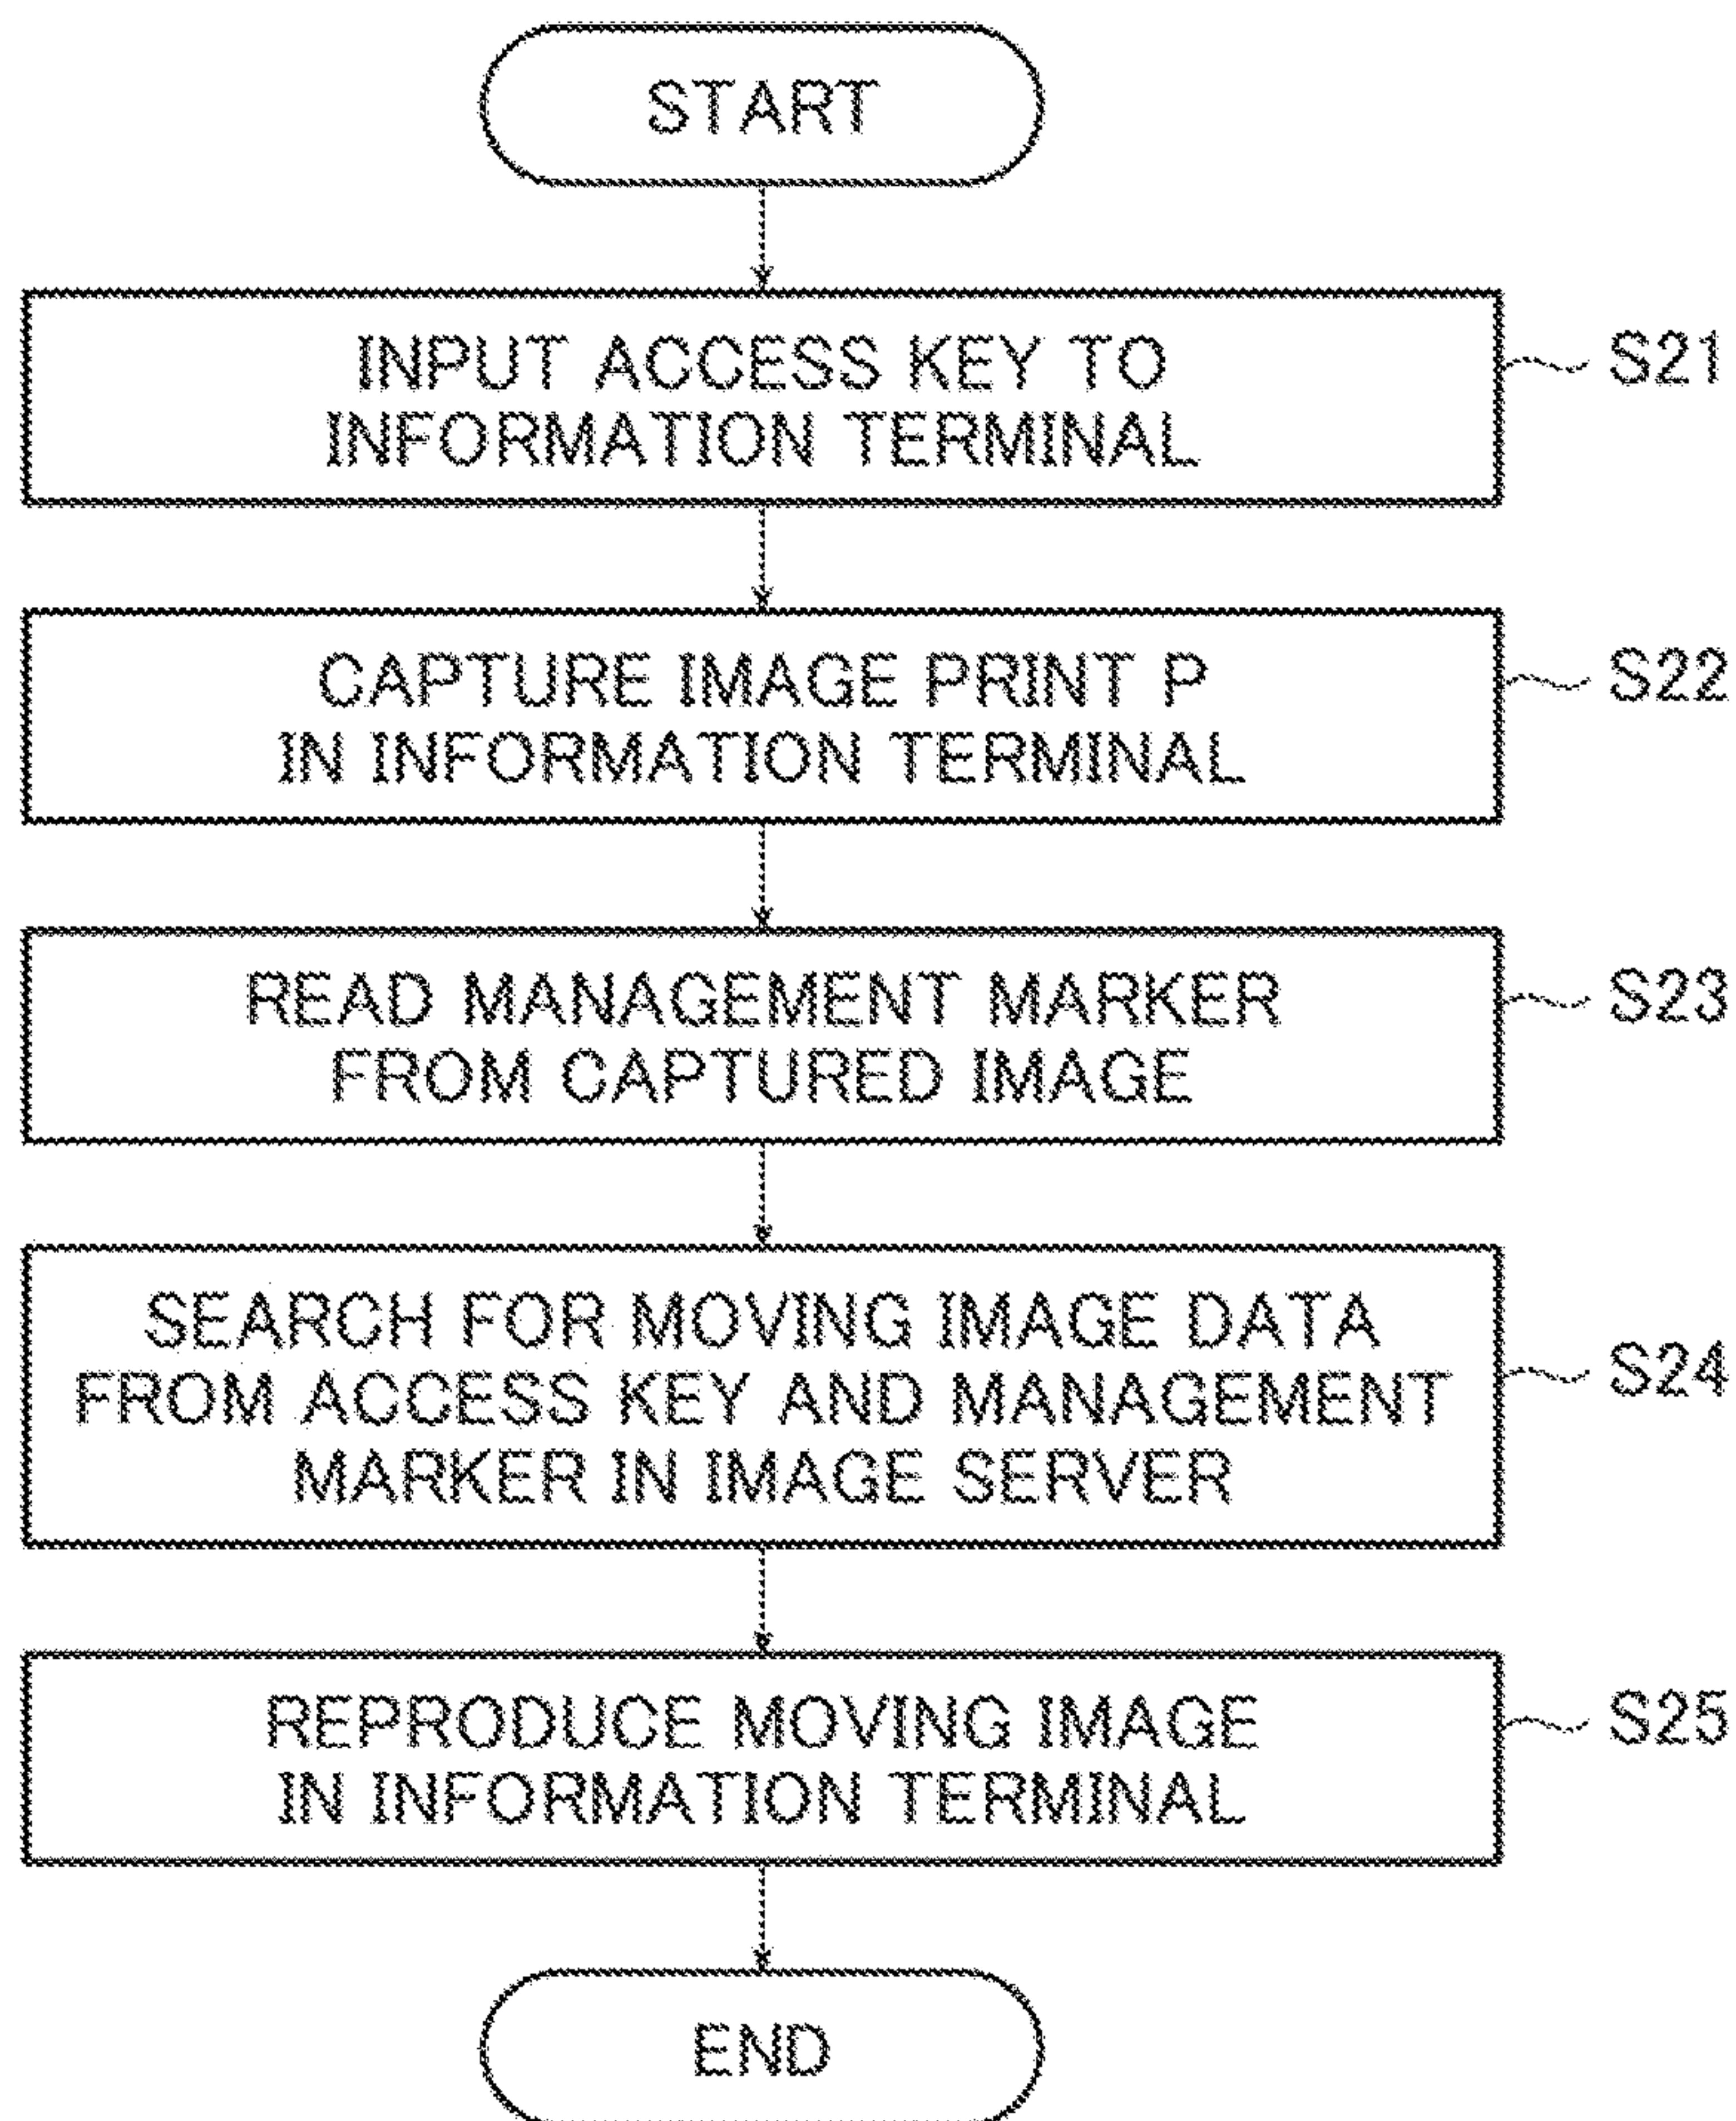 START
INPUT ACCESS KEY TO
INFORMATION TERMINAL
S21
CAPTURE IMAGE PRINT P
IN INFORMATION TERMINAL
S22
READ MANAGEMENT MARKER
FROM CAPTURED IMAGE
S23
SEARCH FOR MOVING IMAGE DATA
FROM ACCESS KEY AND MANAGEMENT
MARKER IN IMAGE SERVER
S24
REPRODUCE MOVING IMAGE
IN INFORMATION TERMINAL
S25
END